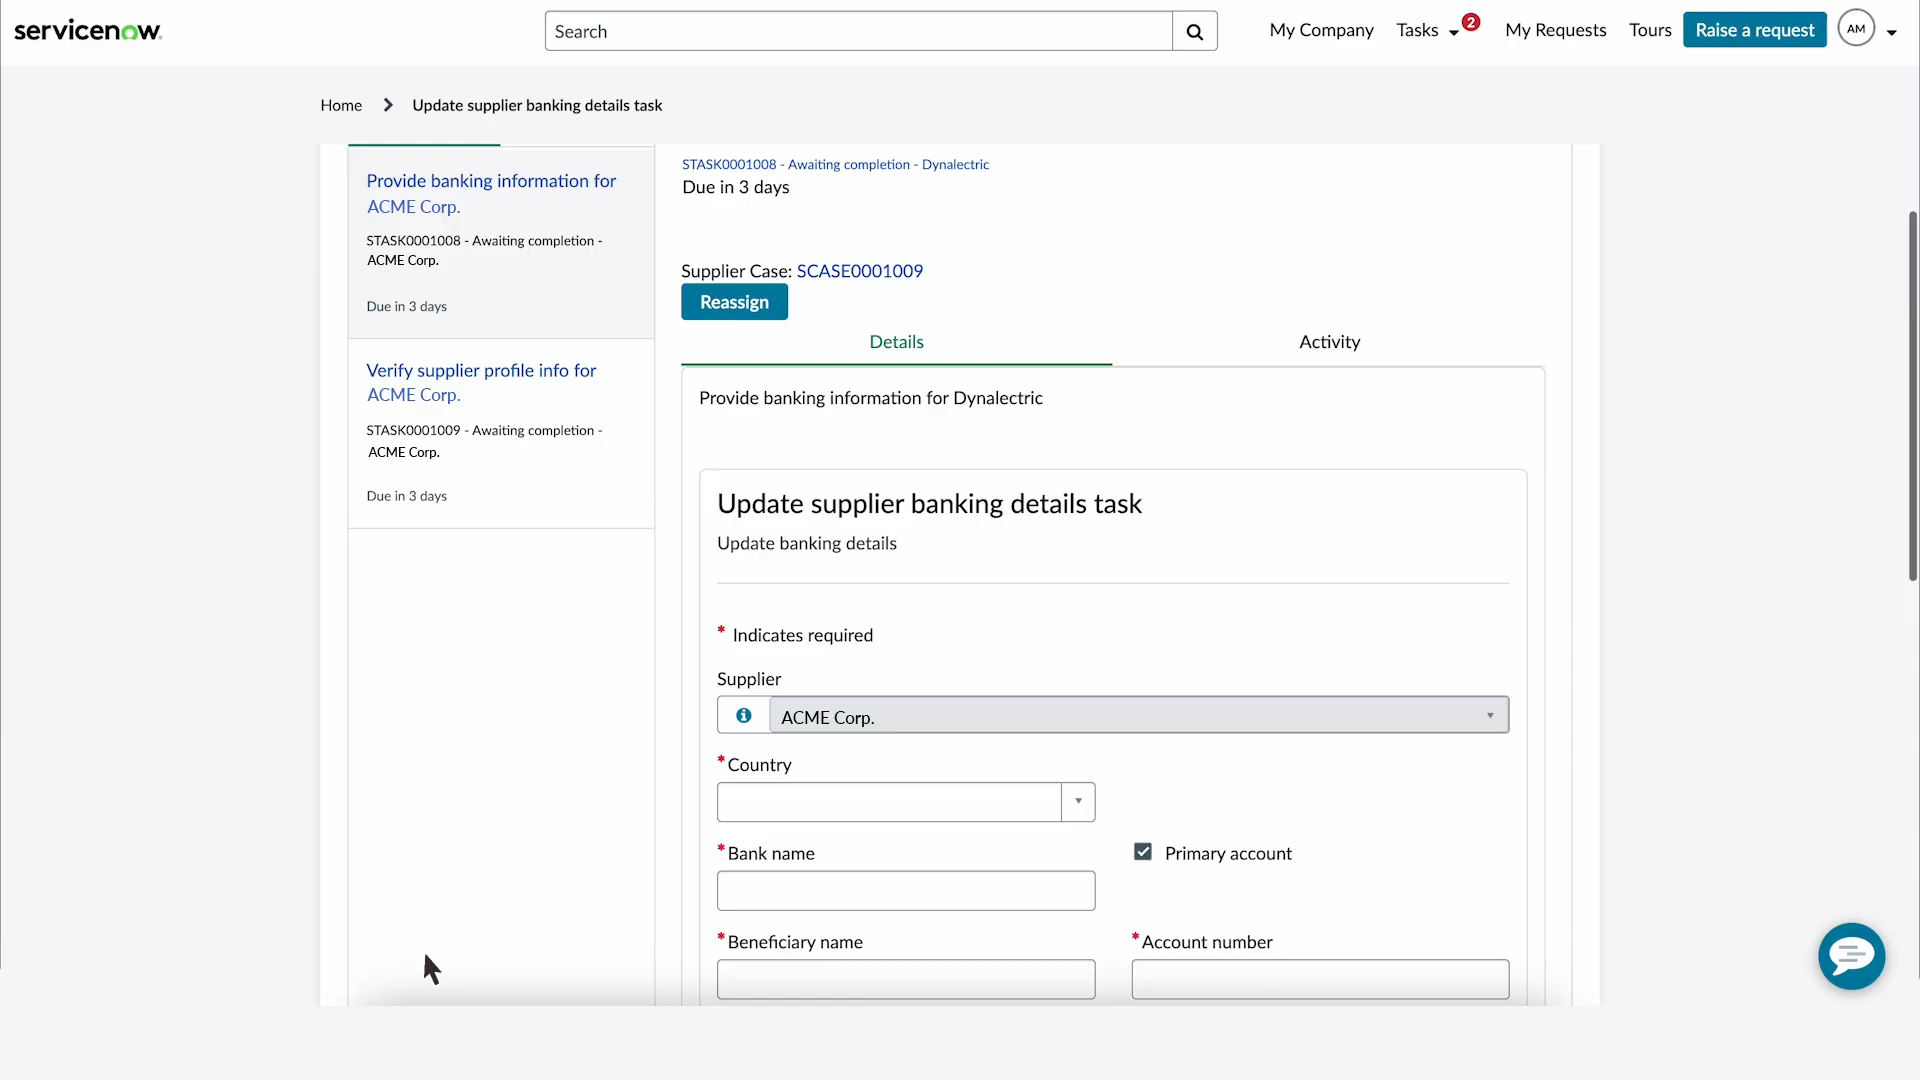 servicenow
Search
My Company
Tasks
2
My Requests
Tours
Raise a request
AM
Home
Update supplier banking details task
Provide banking information for
ACME Corp.
STASK0001008 - Awaiting completion -
ACME Corp.
Due in 3 days
Verify supplier profile info for
ACME Corp.
STASK0001009 - Awaiting completion -
ACME Corp.
Due in 3 days
STASK0001008 - Awaiting completion - Dynalectric
Due in 3 days
Supplier Case: SCASE0001009
Reassign
Details
Activity
Provide banking information for Dynalectric
Update supplier banking details task
Update banking details
* Indicates required
Supplier
ACME Corp.
* Country
* Bank name
Primary account
* Beneficiary name
* Account number